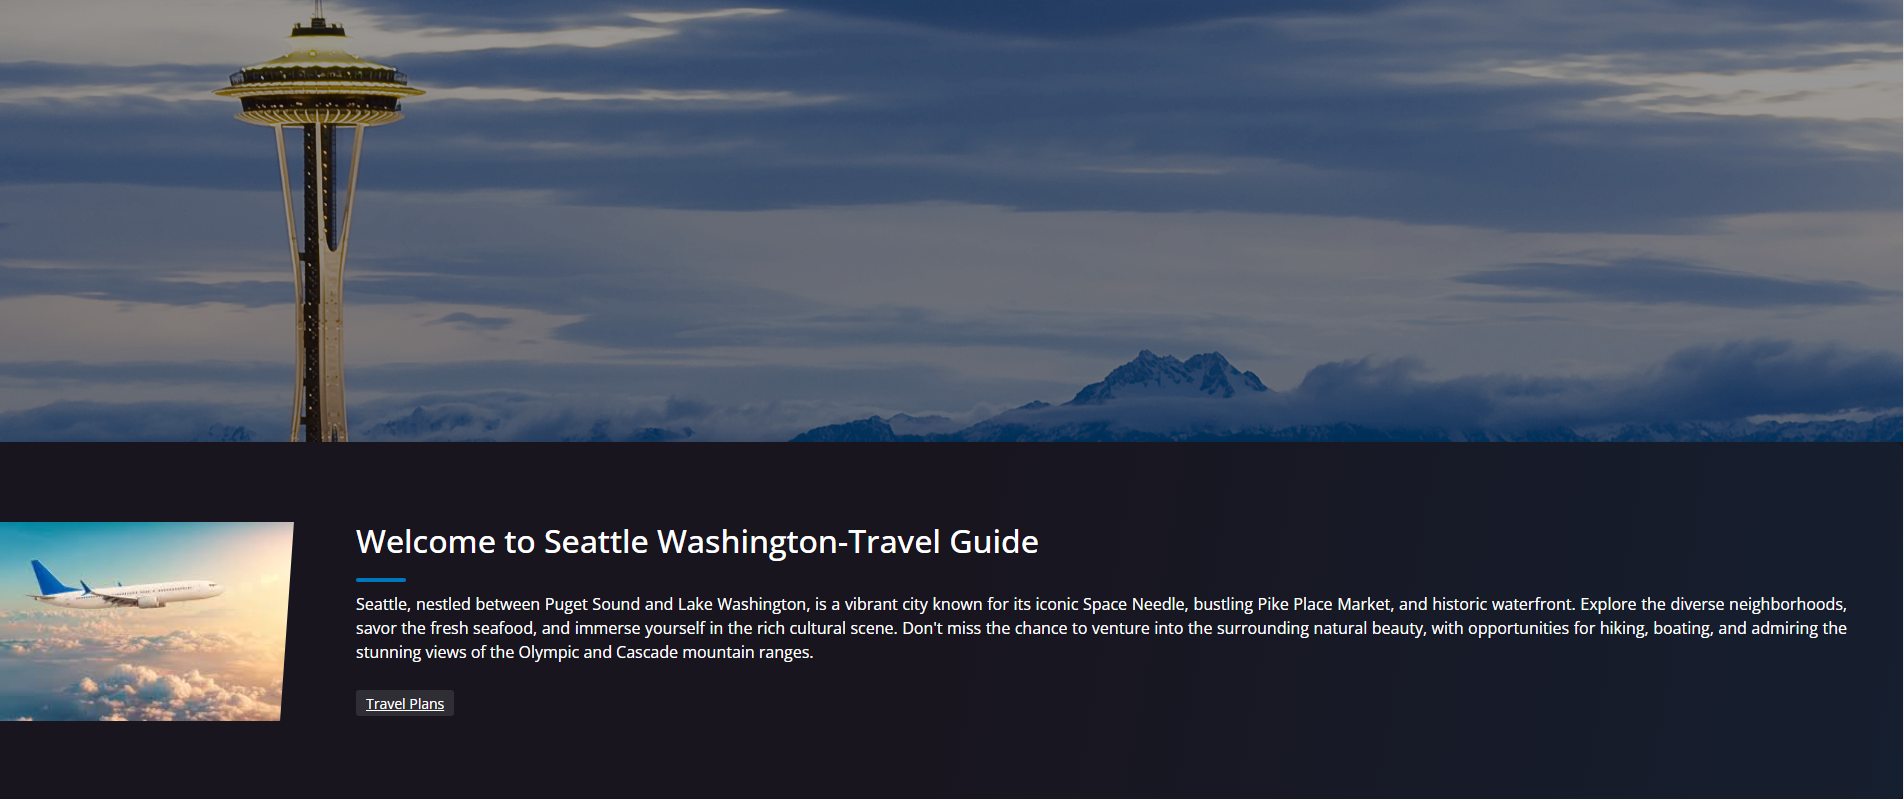 Welcome to Seattle Washington-Travel Guide
Seattle, nestled between Puget Sound and Lake Washington, is a vibrant city known for its iconic Space Needle, bustling Pike Place Market, and historic waterfront. Explore the diverse neighborhoods,
savor the fresh seafood, and immerse yourself in the rich cultural scene. Don't miss the chance to venture into the surrounding natural beauty, with opportunities for hiking, boating, and admiring the
stunning views of the Olympic and Cascade mountain ranges.
Travel Plans